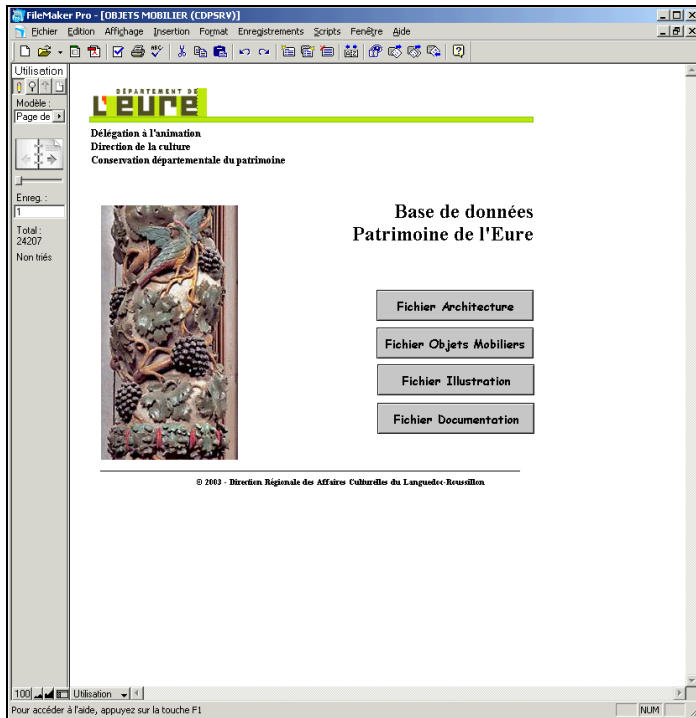 FileMaker Pro - [OBJETS MOBILIER (CDPSRV)]
Fichier Edition Affichage Insertion Format Enregistrements Scripts Fenêtre Aide
Utilisation
Modèle :
Page de
Enreg. :
1
Total :
24207
Non triés
DÉPARTEMENT DE
L'EURE
Délégation à l'animation
Direction de la culture
Conservation départementale du patrimoine
Base de données
Patrimoine de l'Eure
Fichier Architecture
Fichier Objets Mobiliers
Fichier Illustration
Fichier Documentation
© 2003 - Direction Régionale des Affaires Culturelles du Languedoc-Roussillon
100 Utilisation
Pour accéder à l'aide, appuyez sur la touche F1 NUM